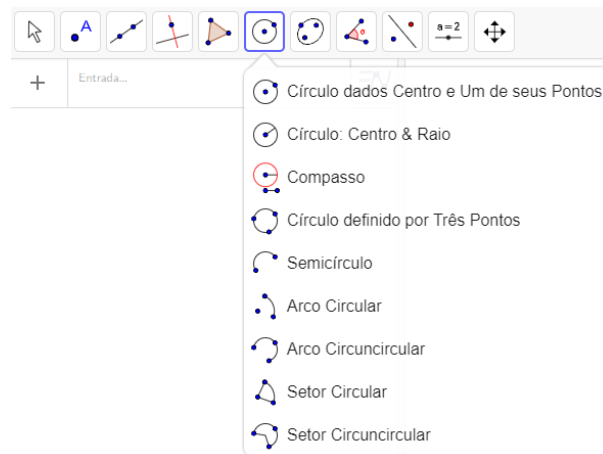 A
a=2
Entrada...
Círculo dados Centro e Um de seus Pontos
Círculo: Centro & Raio
Compasso
Círculo definido por Três Pontos
Semicírculo
Arco Circular
Arco Circuncircular
Setor Circular
Setor Circuncircular